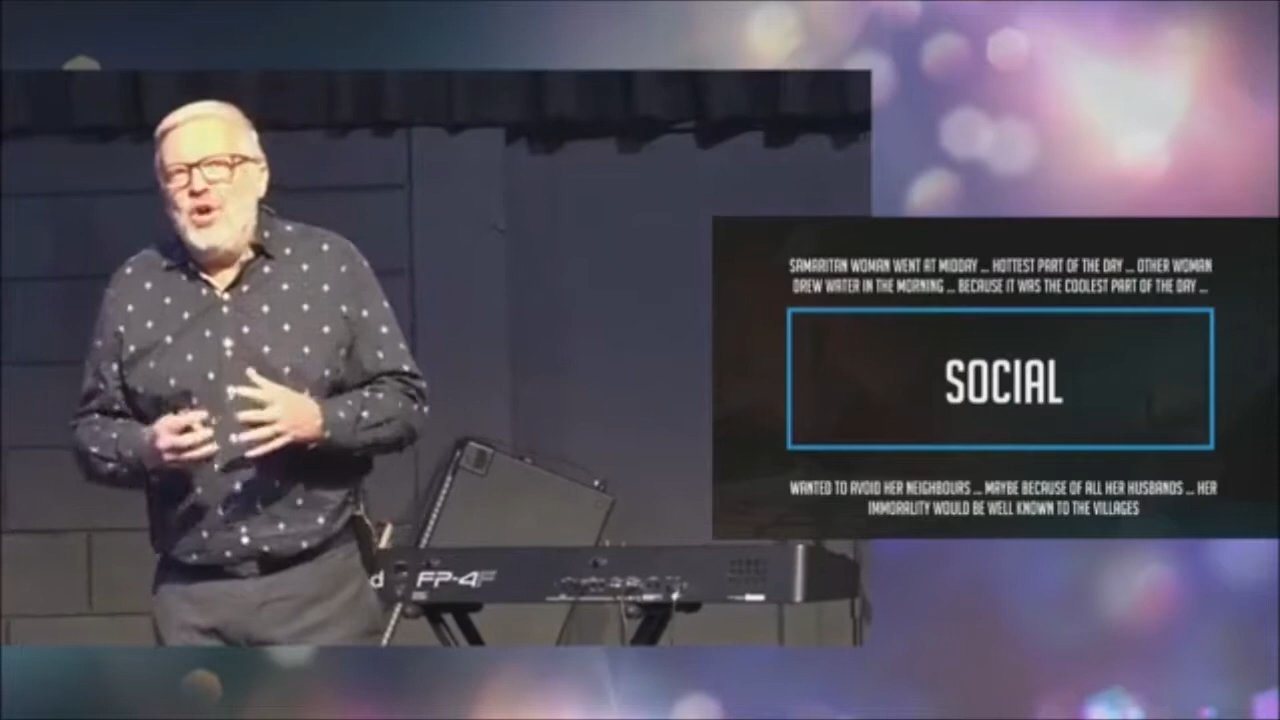 SAMARITAN WOMAN WENT AT MIDDAY ... HOTTEST PART OF THE DAY ... OTHER WOMAN
DREW WATER IN THE MORNING ... BECAUSE IT WAS THE COOLEST PART OF THE DAY ...
SOCIAL
WANTED TO AVOID HER NEIGHBOURS ... MAYBE BECAUSE OF ALL HER HUSBANDS ... HER
IMMORALITY WOULD BE WELL KNOWN TO THE VILLAGES
d FP-4F